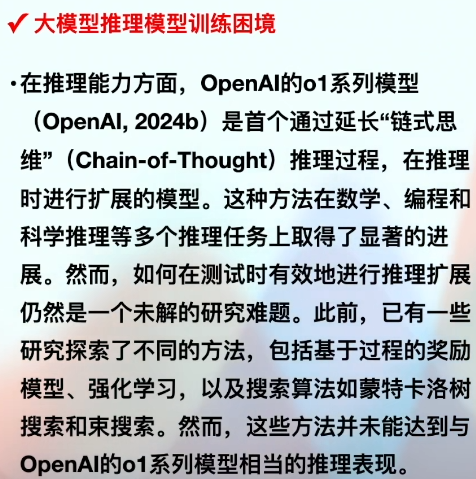 ✓ 大模型推理模型训练困境
•在推理能力方面，OpenAI的o1系列模型
（OpenAI, 2024b）是首个通过延长“链式思
维”（Chain-of-Thought）推理过程，在推理
时进行扩展的模型。这种方法在数学、编程和
科学推理等多个推理任务上取得了显著的进
展。然而，如何在测试时有效地进行推理扩展
仍然是一个未解的研究难题。此前，已有一些
研究探索了不同的方法，包括基于过程的奖励
模型、强化学习，以及搜索算法如蒙特卡洛树
搜索和束搜索。然而，这些方法并未能达到与
OpenAI的o1系列模型相当的推理表现。